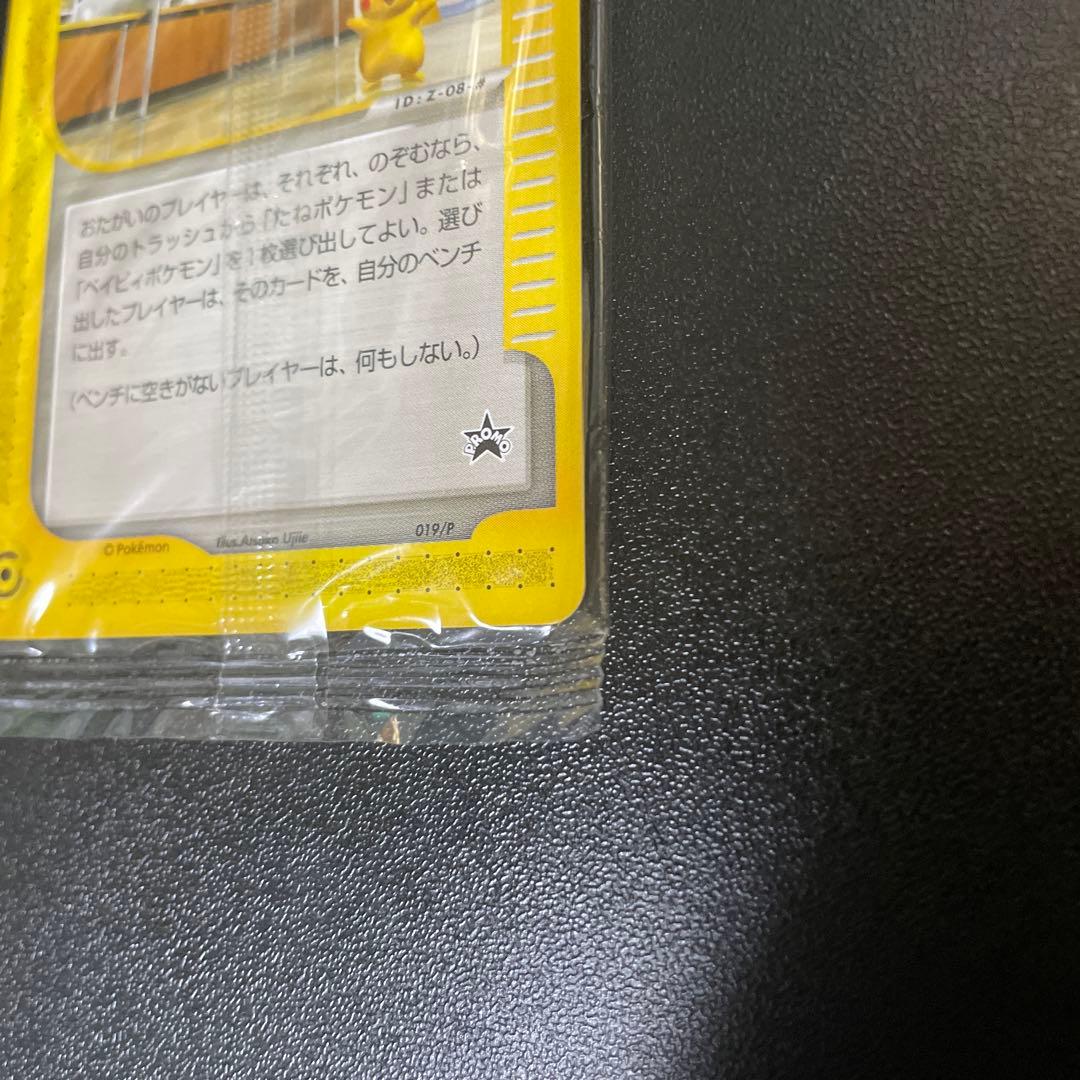 ID:Z-08-#
おたがいのプレイヤーは、それぞれ、のぞむなら、
自分のトラッシュから「たねポケモン」または
「ベイビィポケモン」を1枚選び出してよい。選び
出したプレイヤーは、そのカードを、自分のベンチ
に出す。
(ベンチに空きがないプレイヤーは、何もしない。)
PROMO
©Pokémon Illus.Atsuko Ujiie 019/P